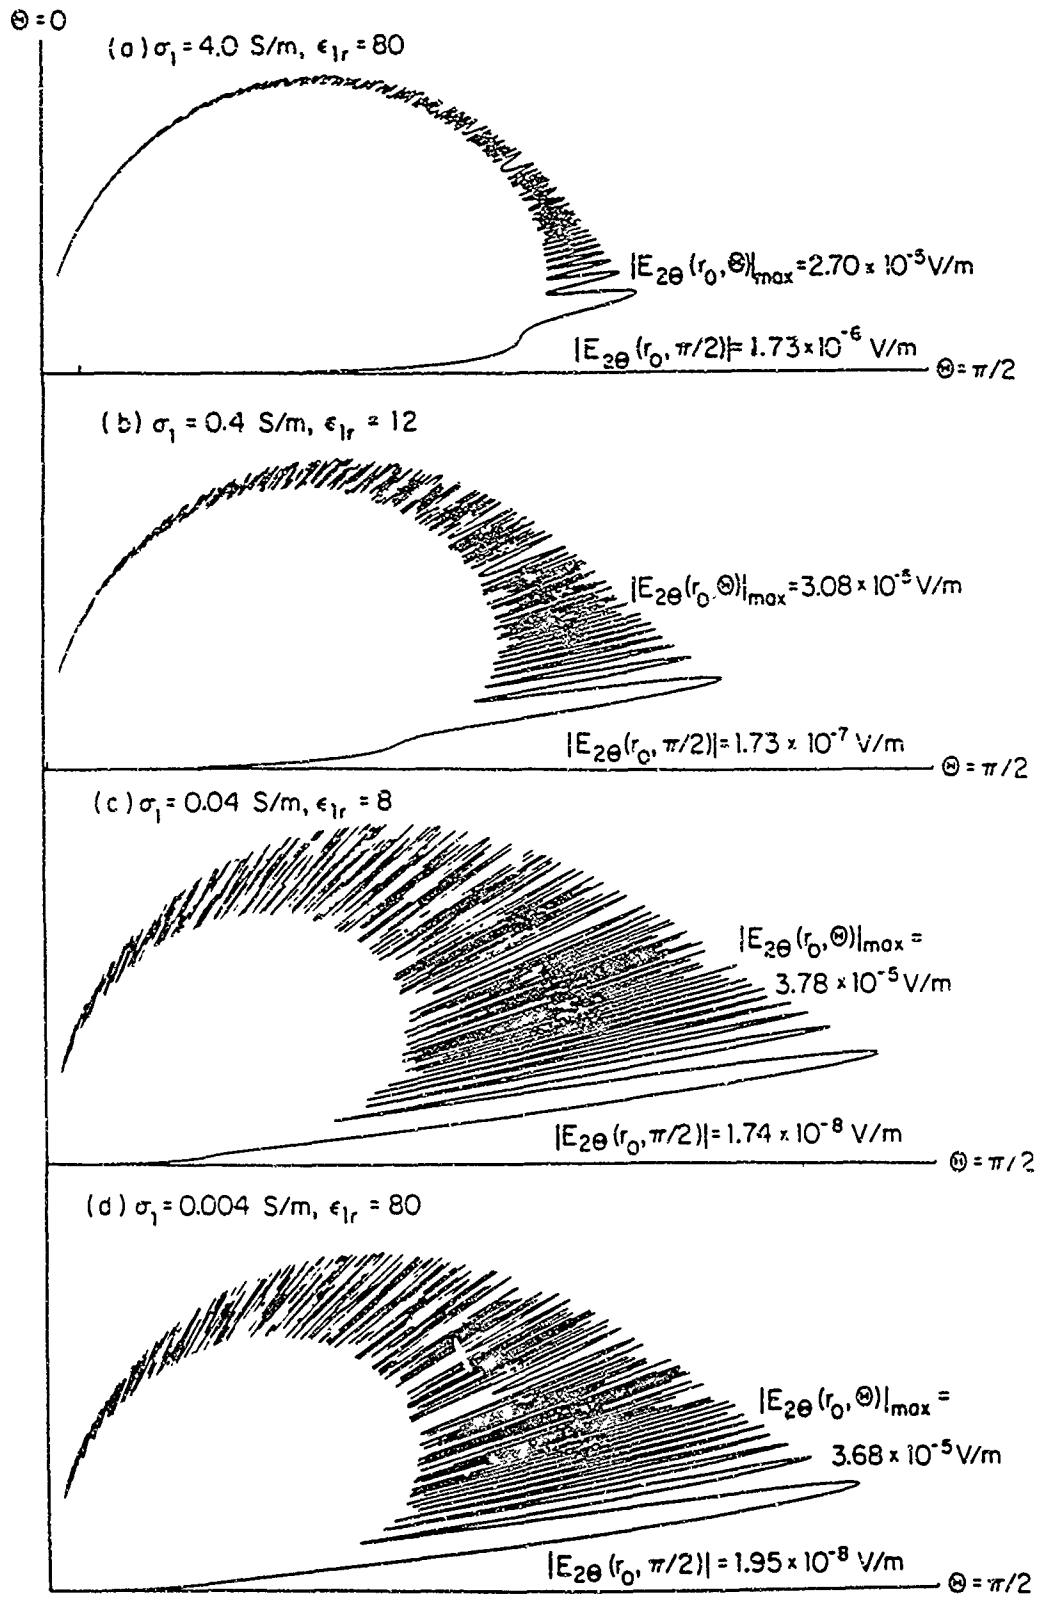 Θ=0
(a) σ₁ = 4.0 S/m, ϵ₁ᵣ = 80
|E₂Θ(r₀, Θ)|max = 2.70 × 10⁻⁵ V/m
|E₂Θ(r₀, π/2)| = 1.73 × 10⁻⁶ V/m
Θ = π/2
(b) σ₁ = 0.4 S/m, ϵ₁ᵣ = 12
|E₂Θ(r₀, Θ)|max = 3.08 × 10⁻⁵ V/m
|E₂Θ(r₀, π/2)| = 1.73 × 10⁻⁷ V/m
Θ = π/2
(c) σ₁ = 0.04 S/m, ϵ₁ᵣ = 8
|E₂Θ(r₀, Θ)|max =
3.78 × 10⁻⁵ V/m
|E₂Θ(r₀, π/2)| = 1.74 × 10⁻⁸ V/m
Θ = π/2
(d) σ₁ = 0.004 S/m, ϵ₁ᵣ = 80
|E₂Θ(r₀, Θ)|max =
3.68 × 10⁻⁵ V/m
|E₂Θ(r₀, π/2)| = 1.95 × 10⁻⁸ V/m
Θ = π/2